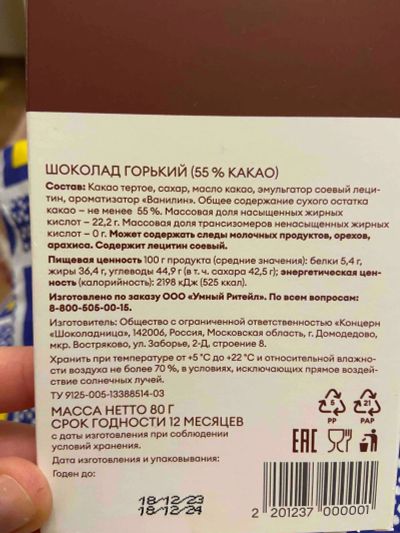 ШОКОЛАД ГОРЬКИЙ (55 % КАКАО)
Состав: Какао тертое, сахар, масло какао, эмульгатор соевый леци-
тин, ароматизатор «Ванилин». Общее содержание сухого остатка
какао – не менее 55 %. Массовая доля насыщенных жирных
кислот – 22,2 г. Массовая доля трансизомеров ненасыщенных жирных
кислот – 0 г. Может содержать следы молочных продуктов, орехов,
арахиса. Содержит лецитин соевый.
Пищевая ценность 100 г продукта (средние значения): белки 5,4 г,
жиры 36,4 г, углеводы 44,9 г (в т. ч. сахара 42,5 г); энергетическая цен-
ность (калорийность): 2198 кДж (525 ккал).
Изготовлено по заказу ООО «Умный Ритейл». По всем вопросам:
8-800-505-00-15.
Изготовитель: Общество с ограниченной ответственностью «Концерн
«Шоколадница», 142006, Россия, Московская область, г. Домодедово,
мкр. Востряково, ул. Заборье, 2-Д, строение 8.
Хранить при температуре от +5 °С до +22 °С и относительной влажно-
сти воздуха не более 70 %, в условиях, исключающих прямое воздей-
ствие солнечных лучей.
ТУ 9125-005-13388514-03
МАССА НЕТТО 80 Г
СРОК ГОДНОСТИ 12 МЕСЯЦЕВ
с даты изготовления при соблюдении
условий хранения.
Дата изготовления и упаковывания:
Годен до:
5
PP
21
PAP
EAC
18/12/23
18/12/24
2 201237 000001